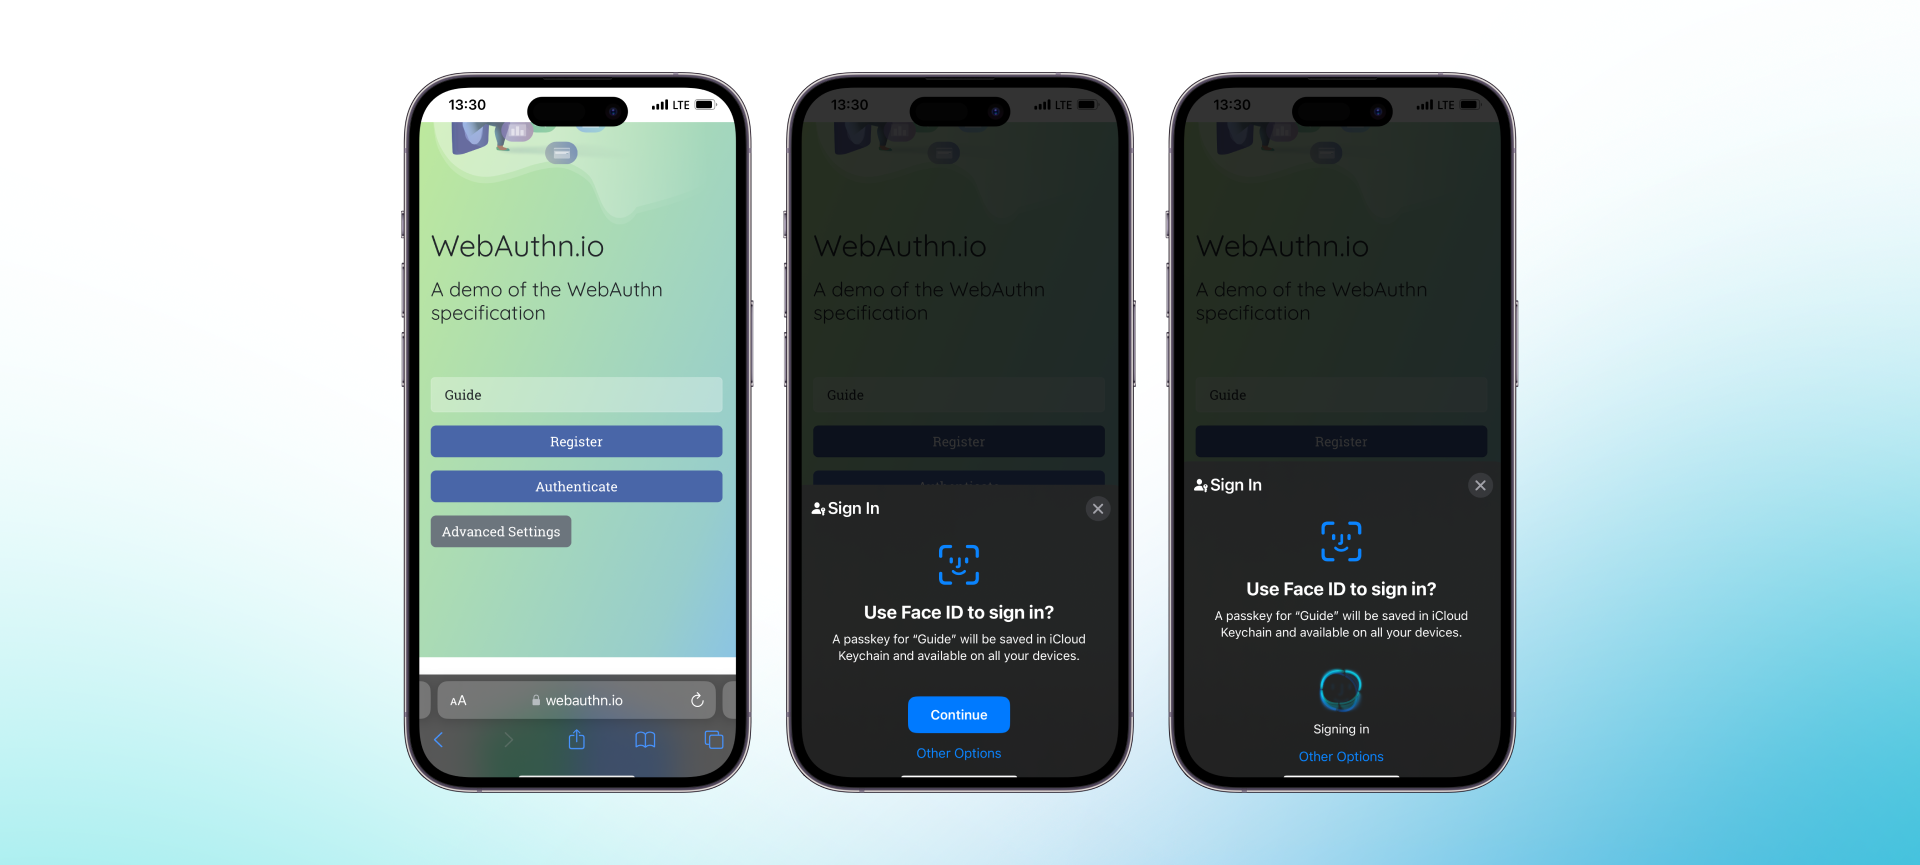 13:30
LTE
WebAuthn.io
A demo of the WebAuthn
specification
Guide
Register
Authenticate
Advanced Settings
AA
webauthn.io
13:30
LTE
WebAuthn.io
A demo of the WebAuthn
specification
Guide
Register
Authenticate
Sign In
Use Face ID to sign in?
A passkey for “Guide” will be saved in iCloud
Keychain and available on all your devices.
Continue
Other Options
13:30
LTE
WebAuthn.io
A demo of the WebAuthn
specification
Guide
Register
Sign In
Use Face ID to sign in?
A passkey for “Guide” will be saved in iCloud
Keychain and available on all your devices.
Signing in
Other Options